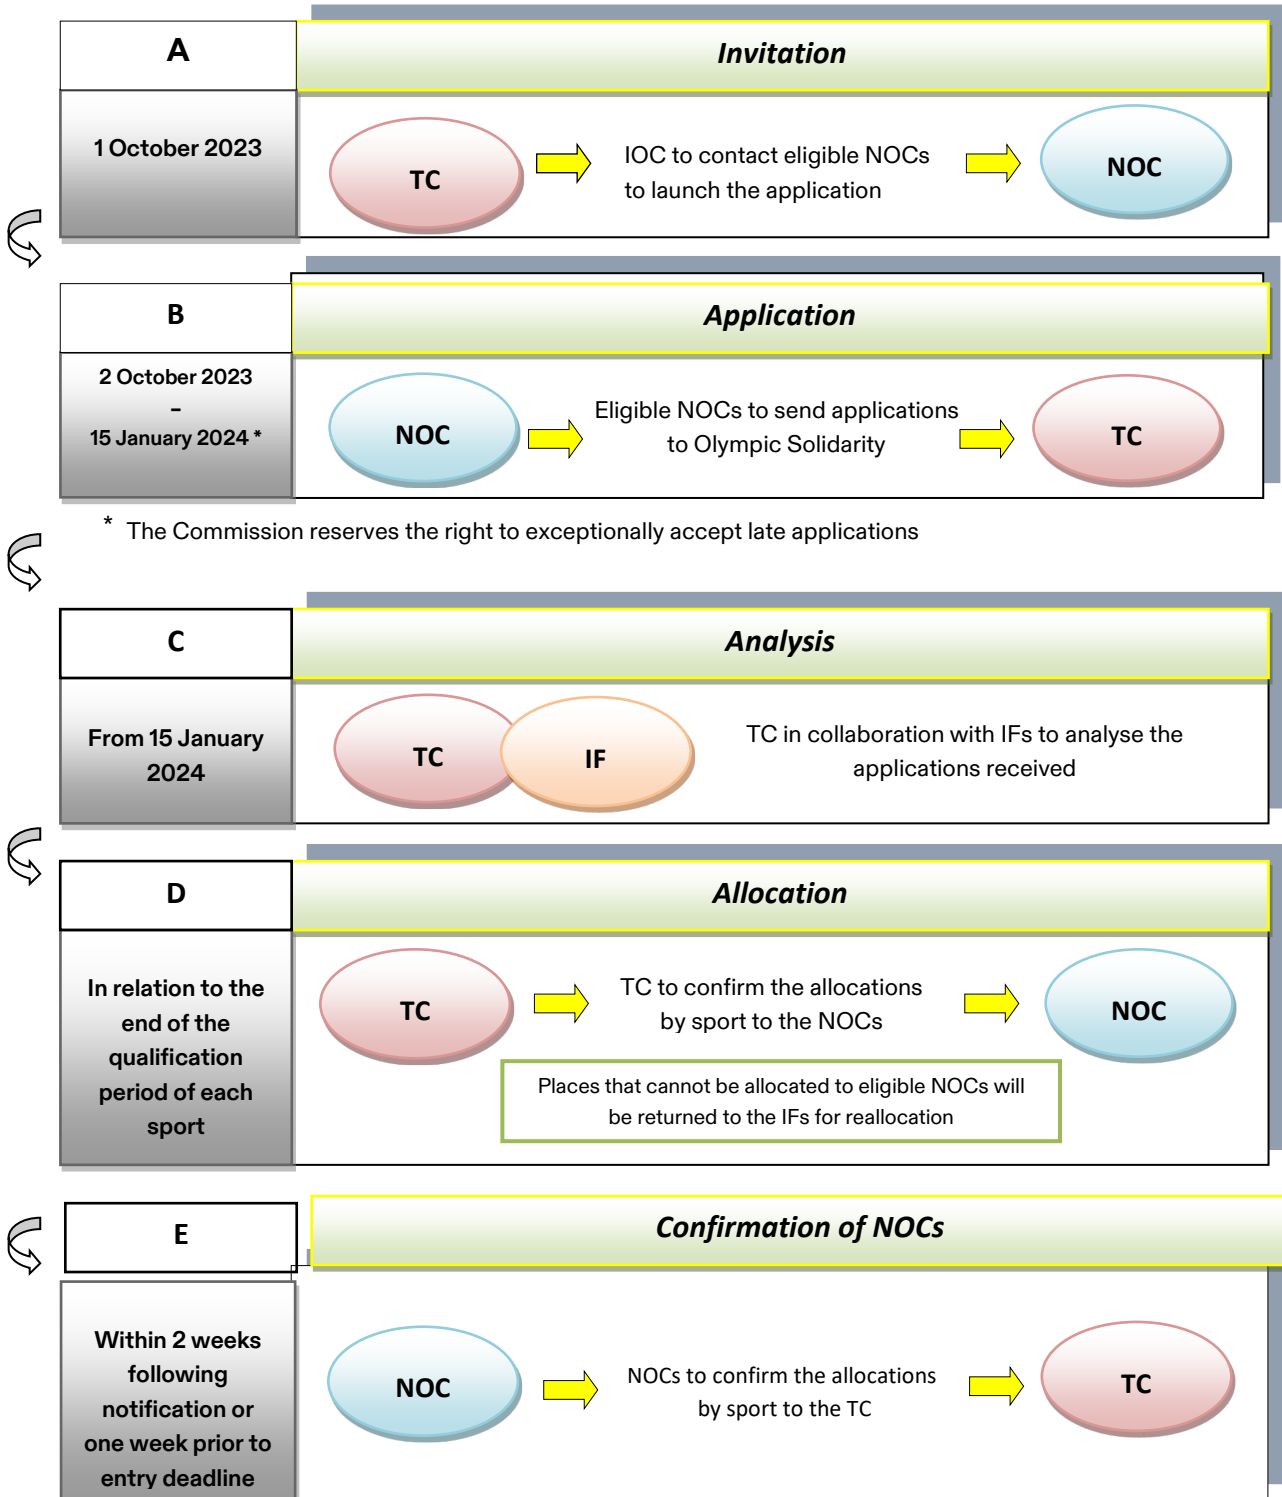 A
Invitation
1 October 2023
TC
IOC to contact eligible NOCs
to launch the application
NOC
B
Application
2 October 2023
–
15 January 2024 *
NOC
Eligible NOCs to send applications
to Olympic Solidarity
TC
* The Commission reserves the right to exceptionally accept late applications
C
Analysis
From 15 January
2024
TC
IF
TC in collaboration with IFs to analyse the
applications received
D
Allocation
In relation to the
end of the
qualification
period of each
sport
TC
TC to confirm the allocations
by sport to the NOCs
NOC
Places that cannot be allocated to eligible NOCs will
be returned to the IFs for reallocation
E
Confirmation of NOCs
Within 2 weeks
following
notification or
one week prior to
entry deadline
NOC
NOCs to confirm the allocations
by sport to the TC
TC